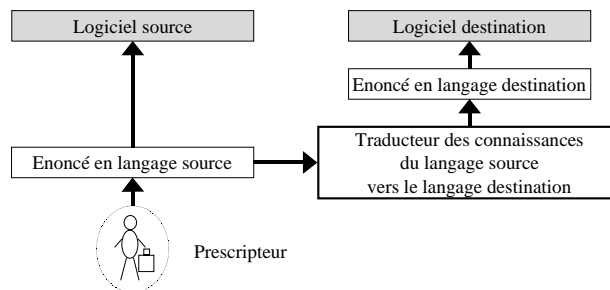 Logiciel source
Logiciel destination
Enoncé en langage destination
Enoncé en langage source
Traducteur des connaissances
du langage source
vers le langage destination
Prescripteur